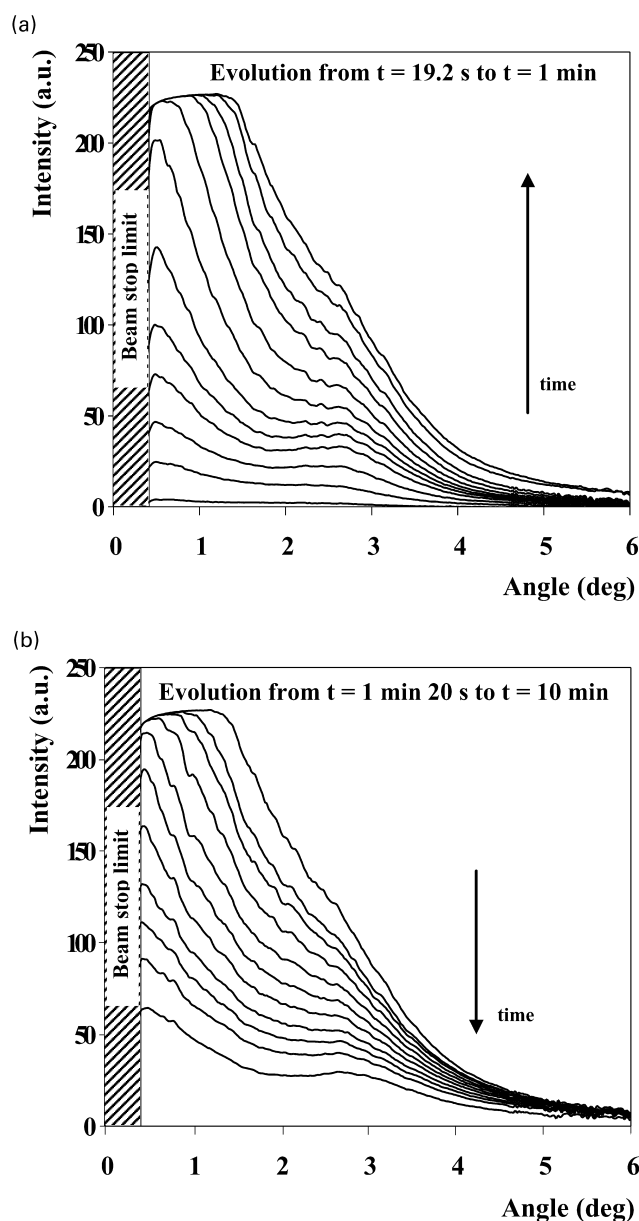 (a)
250
200
150
100
50
0
Intensity (a.u.)
Beam stop limit
Evolution from t = 19.2 s to t = 1 min
time
0 1 2 3 4 5 6
Angle (deg)
(b)
250
200
150
100
50
0
Intensity (a.u.)
Beam stop limit
Evolution from t = 1 min 20 s to t = 10 min
time
0 1 2 3 4 5 6
Angle (deg)